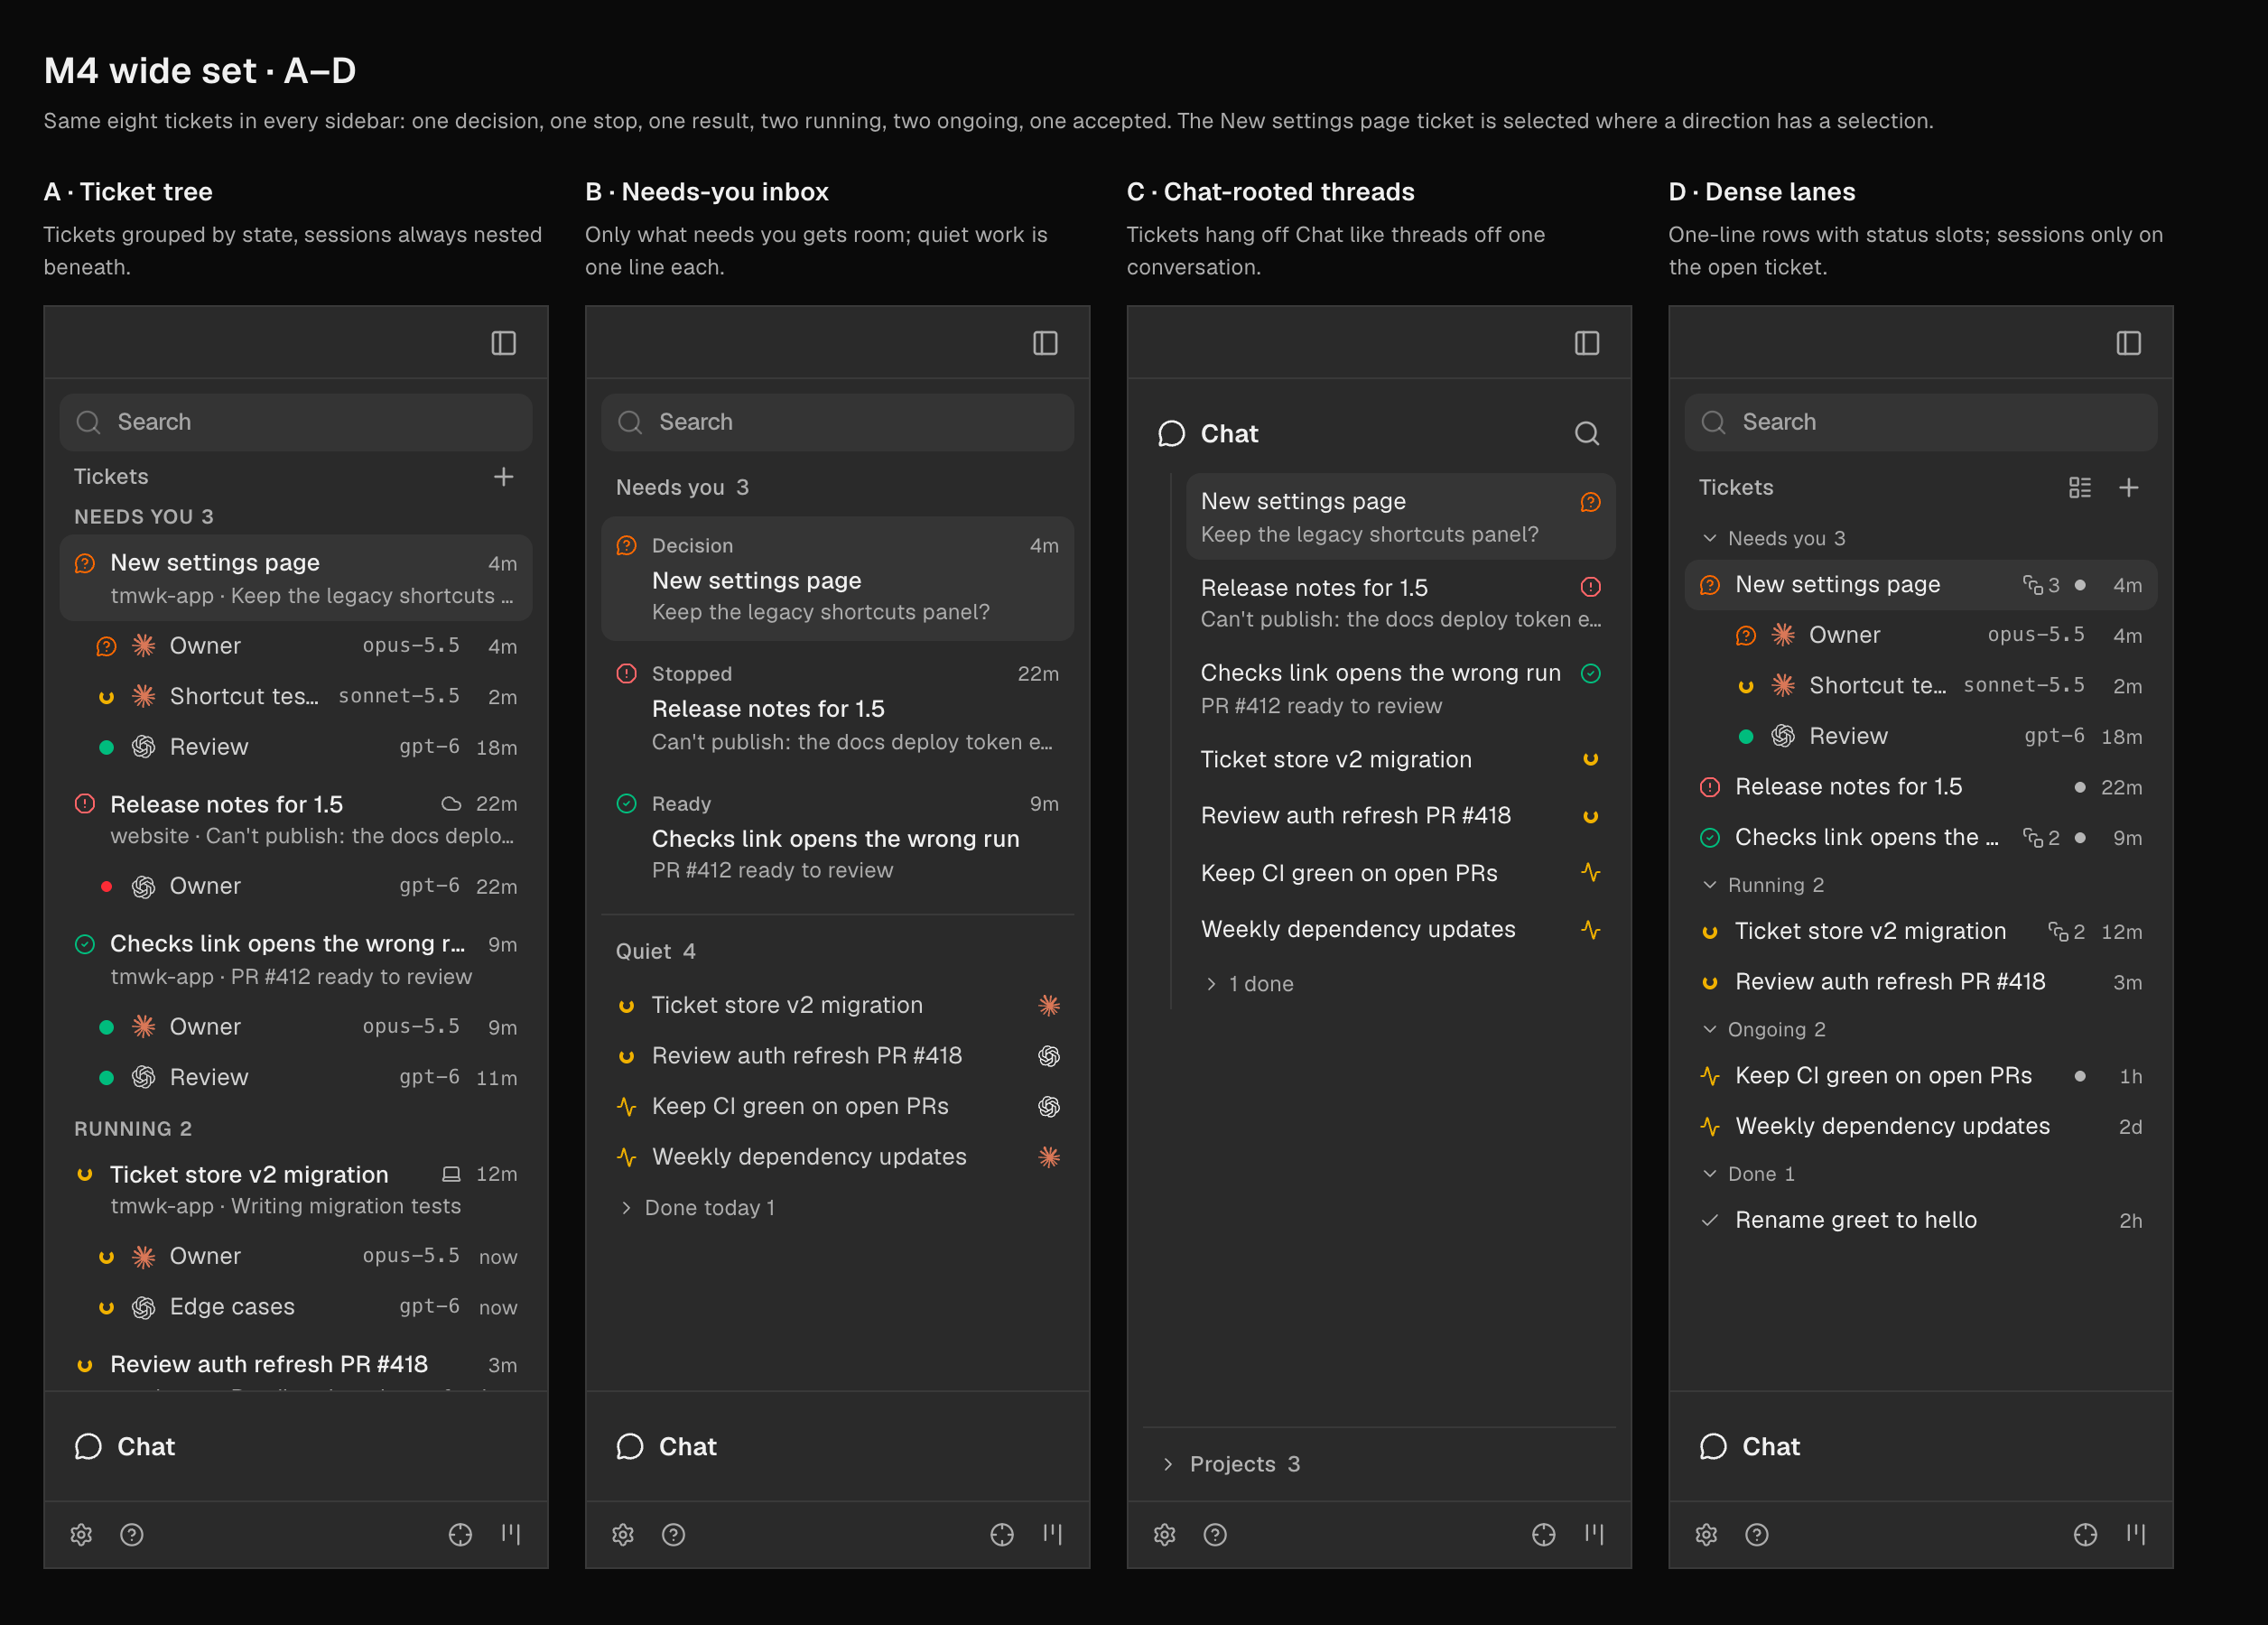 M4 wide set · A–D
Same eight tickets in every sidebar: one decision, one stop, one result, two running, two ongoing, one accepted. The New settings page ticket is selected where a direction has a selection.
A · Ticket tree
Tickets grouped by state, sessions always nested
beneath.
Search
Tickets
NEEDS YOU 3
New settings page 4m
tmwk-app · Keep the legacy shortcuts ...
Owner opus-5.5 4m
Shortcut tes... sonnet-5.5 2m
Review gpt-6 18m
Release notes for 1.5 22m
website · Can't publish: the docs deplo...
Owner gpt-6 22m
Checks link opens the wrong r... 9m
tmwk-app · PR #412 ready to review
Owner opus-5.5 9m
Review gpt-6 11m
RUNNING 2
Ticket store v2 migration 12m
tmwk-app · Writing migration tests
Owner opus-5.5 now
Edge cases gpt-6 now
Review auth refresh PR #418 3m
Chat
B · Needs-you inbox
Only what needs you gets room; quiet work is
one line each.
Search
Needs you 3
Decision 4m
New settings page
Keep the legacy shortcuts panel?
Stopped 22m
Release notes for 1.5
Can't publish: the docs deploy token e...
Ready 9m
Checks link opens the wrong run
PR #412 ready to review
Quiet 4
Ticket store v2 migration
Review auth refresh PR #418
Keep CI green on open PRs
Weekly dependency updates
Done today 1
Chat
C · Chat-rooted threads
Tickets hang off Chat like threads off one
conversation.
Chat
New settings page
Keep the legacy shortcuts panel?
Release notes for 1.5
Can't publish: the docs deploy token e...
Checks link opens the wrong run
PR #412 ready to review
Ticket store v2 migration
Review auth refresh PR #418
Keep CI green on open PRs
Weekly dependency updates
1 done
Projects 3
D · Dense lanes
One-line rows with status slots; sessions only on
the open ticket.
Search
Tickets
Needs you 3
New settings page 3 4m
Owner opus-5.5 4m
Shortcut te... sonnet-5.5 2m
Review gpt-6 18m
Release notes for 1.5 22m
Checks link opens the ... 2 9m
Running 2
Ticket store v2 migration 2 12m
Review auth refresh PR #418 3m
Ongoing 2
Keep CI green on open PRs 1h
Weekly dependency updates 2d
Done 1
Rename greet to hello 2h
Chat